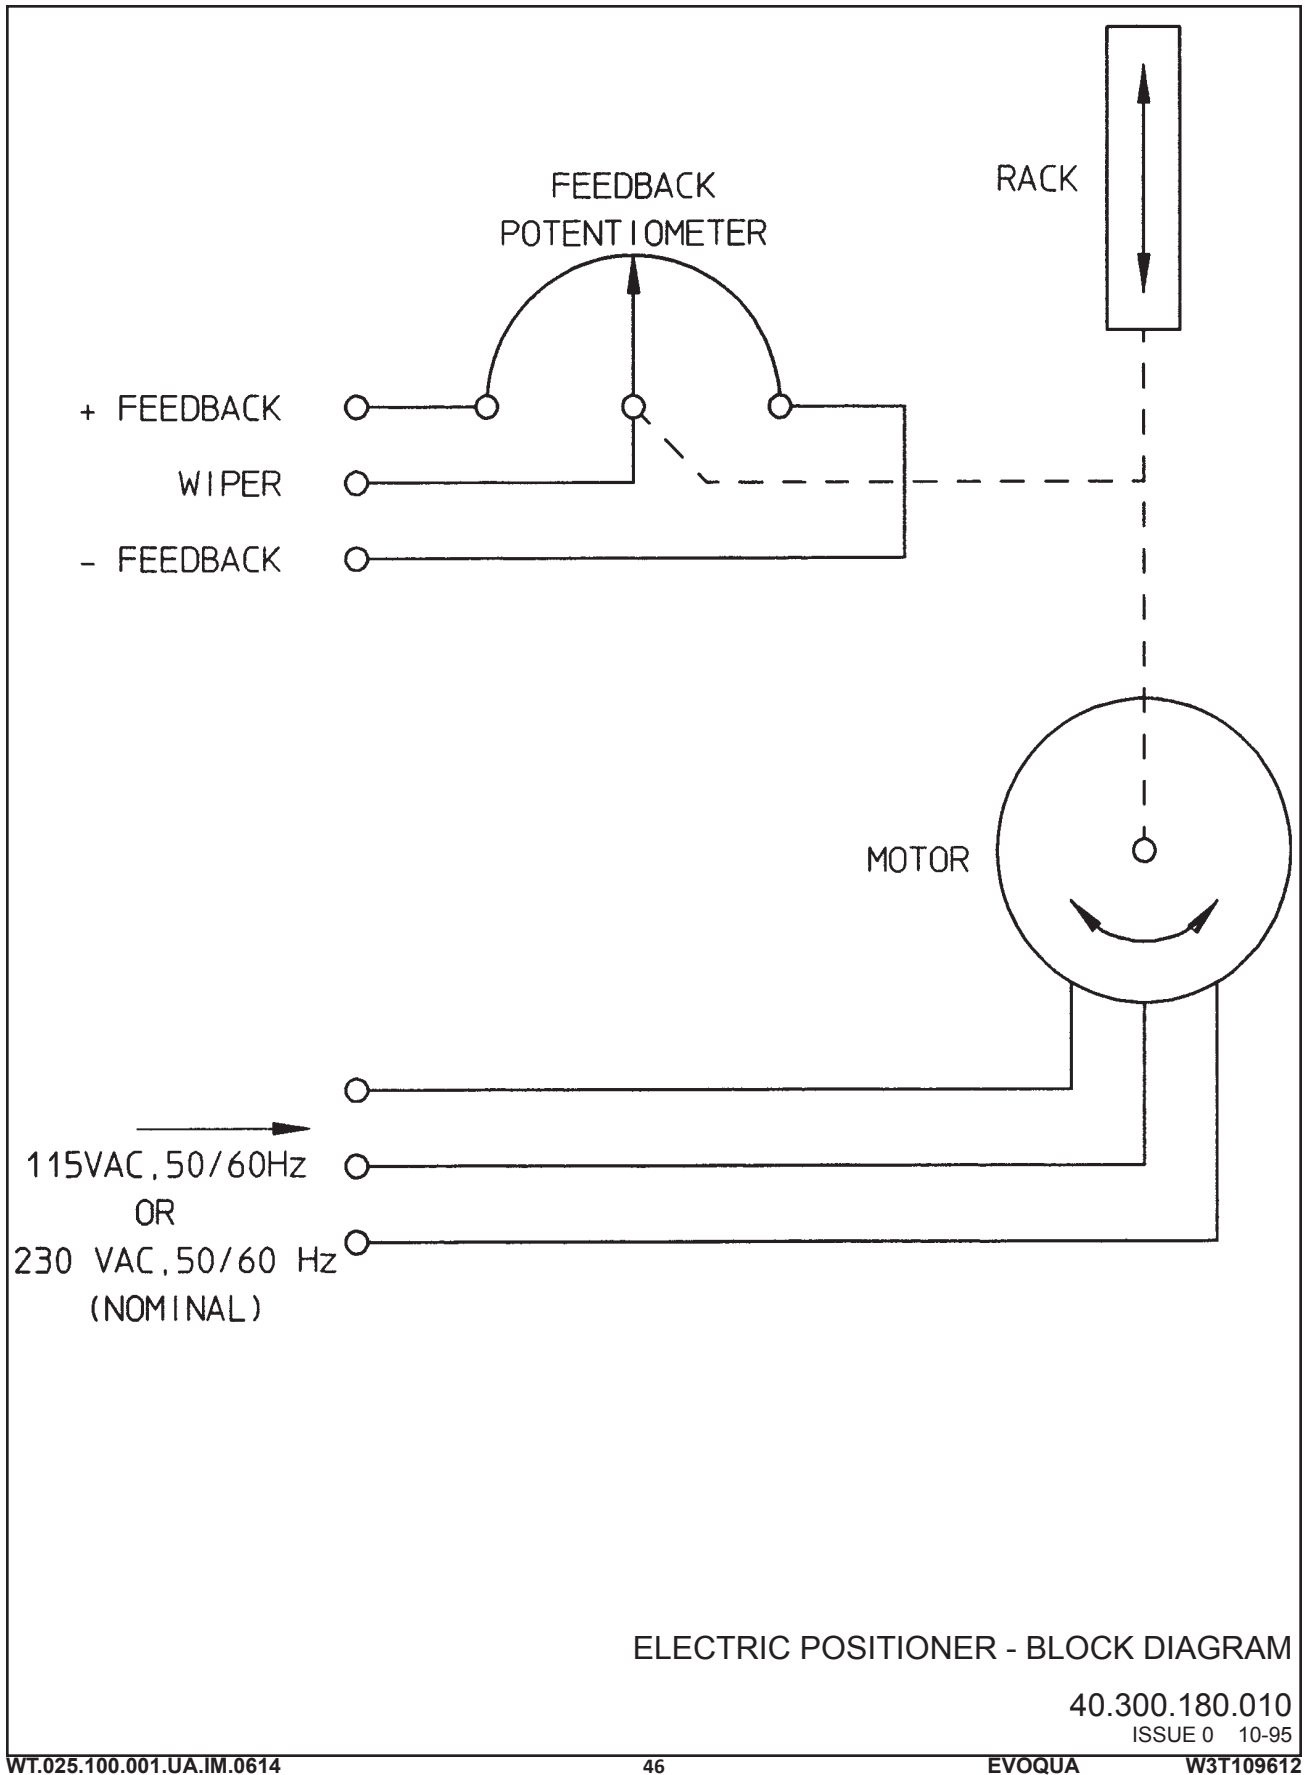 RACK
FEEDBACK
POTENTIOMETER
+ FEEDBACK
WIPER
- FEEDBACK
MOTOR
115VAC, 50/60Hz
OR
230 VAC, 50/60 Hz
(NOMINAL)
ELECTRIC POSITIONER - BLOCK DIAGRAM
40.300.180.010
ISSUE 0 10-95
WT.025.100.001.UA.IM.0614 46 EVOQUA W3T109612